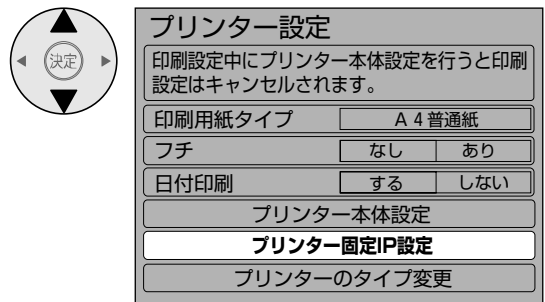 決定
プリンター設定
印刷設定中にプリンター本体設定を行うと印刷
設定はキャンセルされます。
印刷用紙タイプ A4普通紙
フチ なし あり
日付印刷 する しない
プリンター本体設定
プリンター固定IP設定
プリンターのタイプ変更